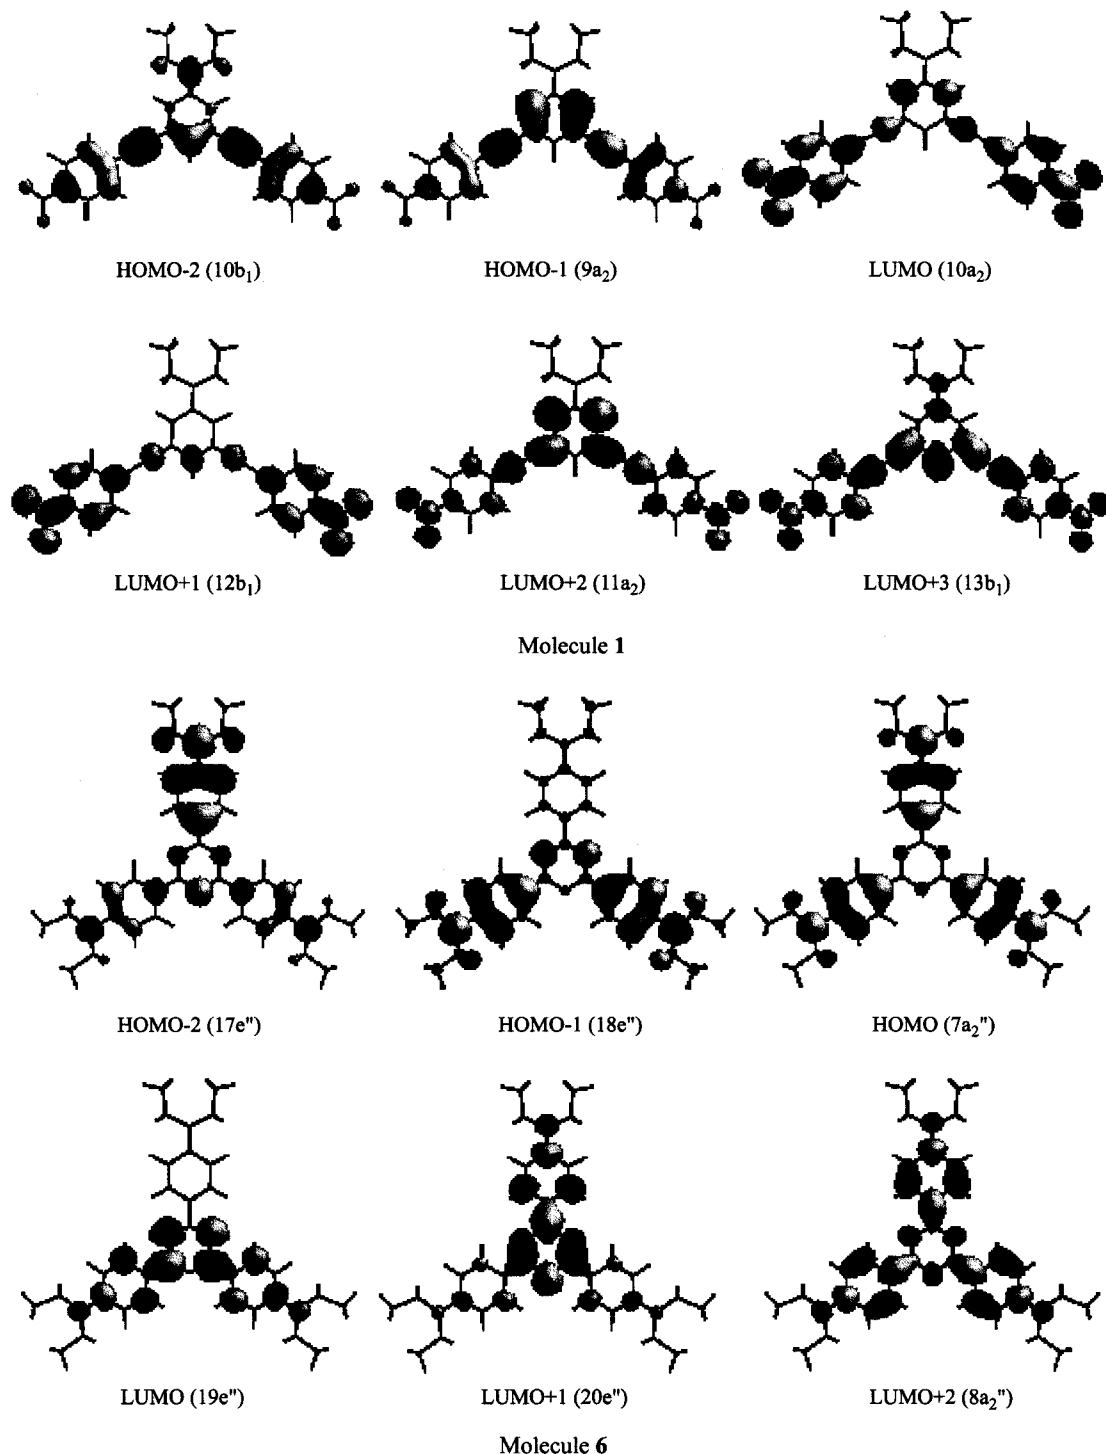 HOMO-2 (10b₁) HOMO-1 (9a₂) LUMO (10a₂)
LUMO+1 (12b₁) LUMO+2 (11a₂) LUMO+3 (13b₁)
Molecule 1
HOMO-2 (17e") HOMO-1 (18e") HOMO (7a₂")
LUMO (19e") LUMO+1 (20e") LUMO+2 (8a₂")
Molecule 6